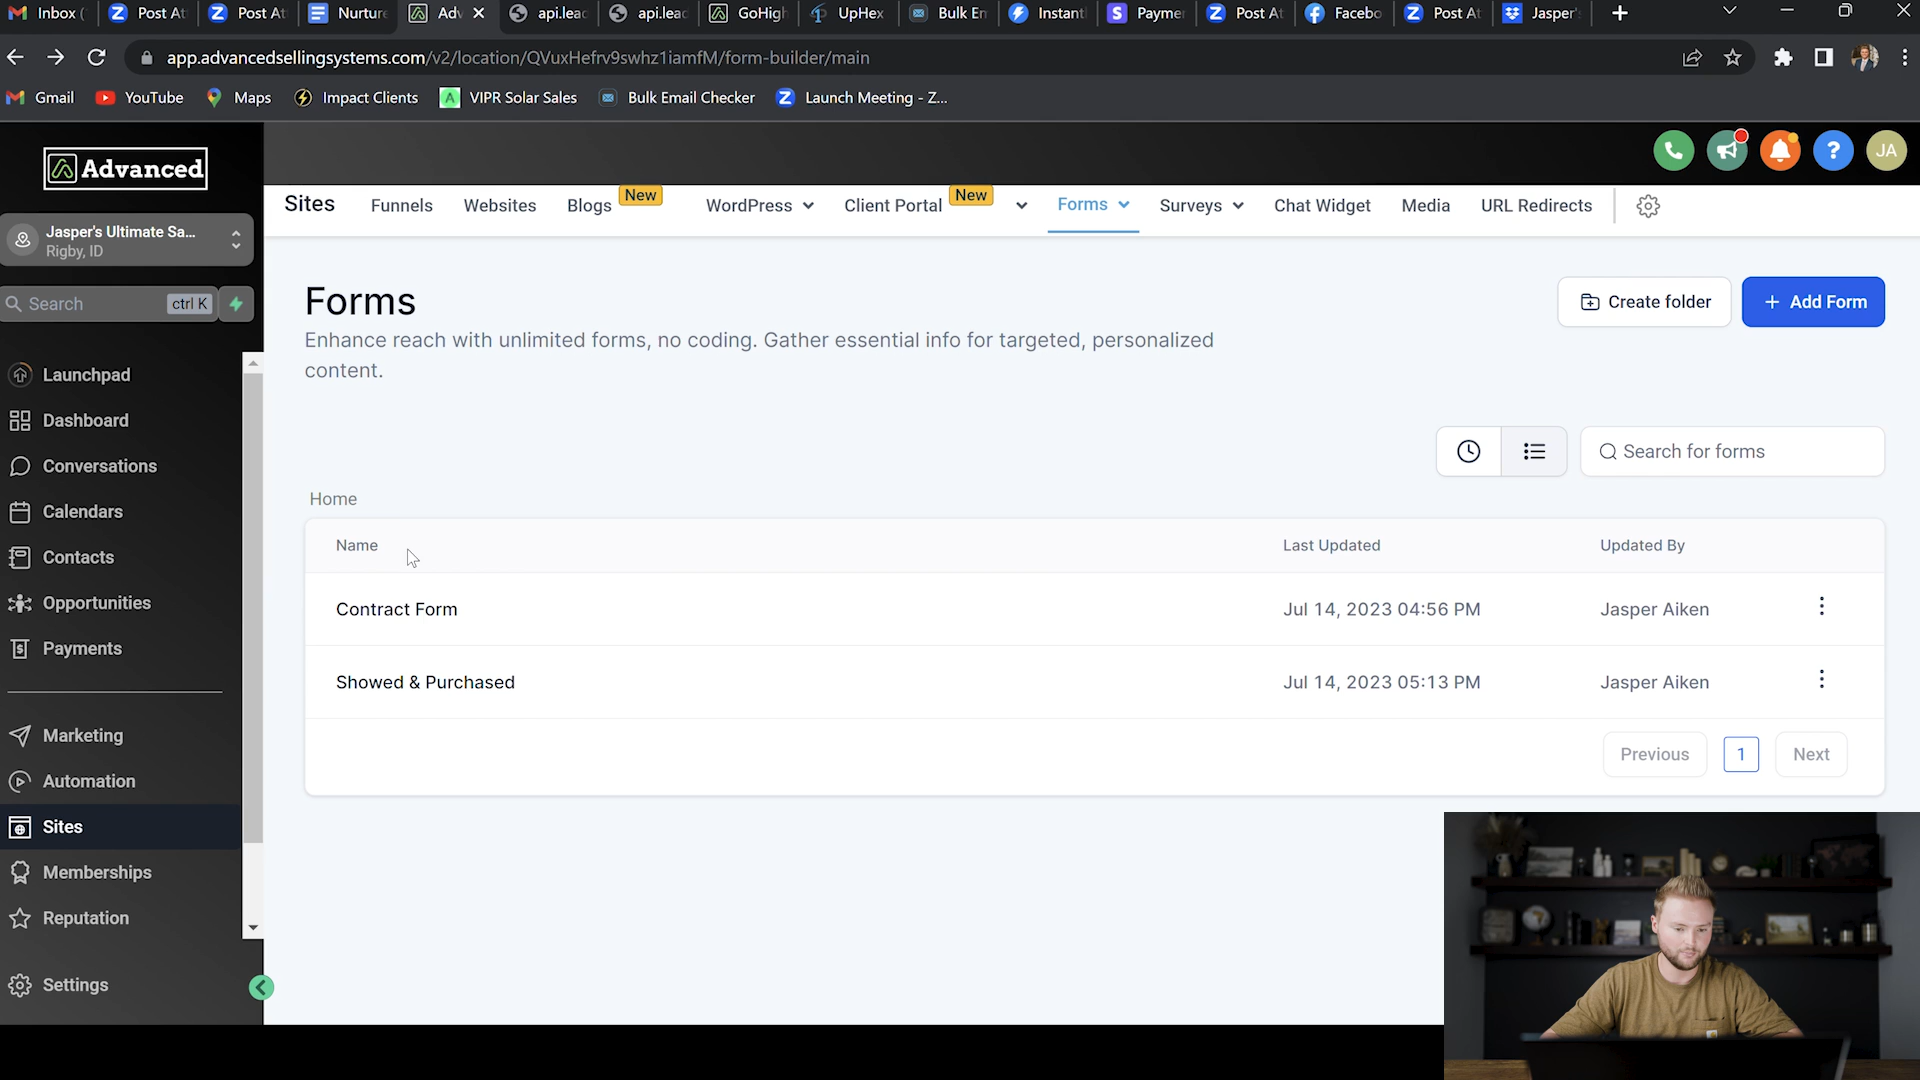 Inbox (
Post At
Post At
Nurture
Adv
api.lead
api.lead
GoHigh
UpHex
Bulk Em
Instant
Paymen
Post At
Facebo
Post At
Jasper'
app.advancedsellingsystems.com/v2/location/QVuxHefrv9swhz1iamfM/form-builder/main
Gmail
YouTube
Maps
Impact Clients
VIPR Solar Sales
Bulk Email Checker
Launch Meeting - Z...
Advanced
JA
Sites
Funnels
Websites
Blogs
New
WordPress
Client Portal
New
Forms
Surveys
Chat Widget
Media
URL Redirects
Jasper's Ultimate Sa...
Rigby, ID
Search
ctrl K
Launchpad
Dashboard
Conversations
Calendars
Contacts
Opportunities
Payments
Marketing
Automation
Sites
Memberships
Reputation
Settings
Forms
Enhance reach with unlimited forms, no coding. Gather essential info for targeted, personalized
content.
Create folder
+ Add Form
Search for forms
Home
Name
Last Updated
Updated By
Contract Form
Jul 14, 2023 04:56 PM
Jasper Aiken
Showed & Purchased
Jul 14, 2023 05:13 PM
Jasper Aiken
Previous
1
Next